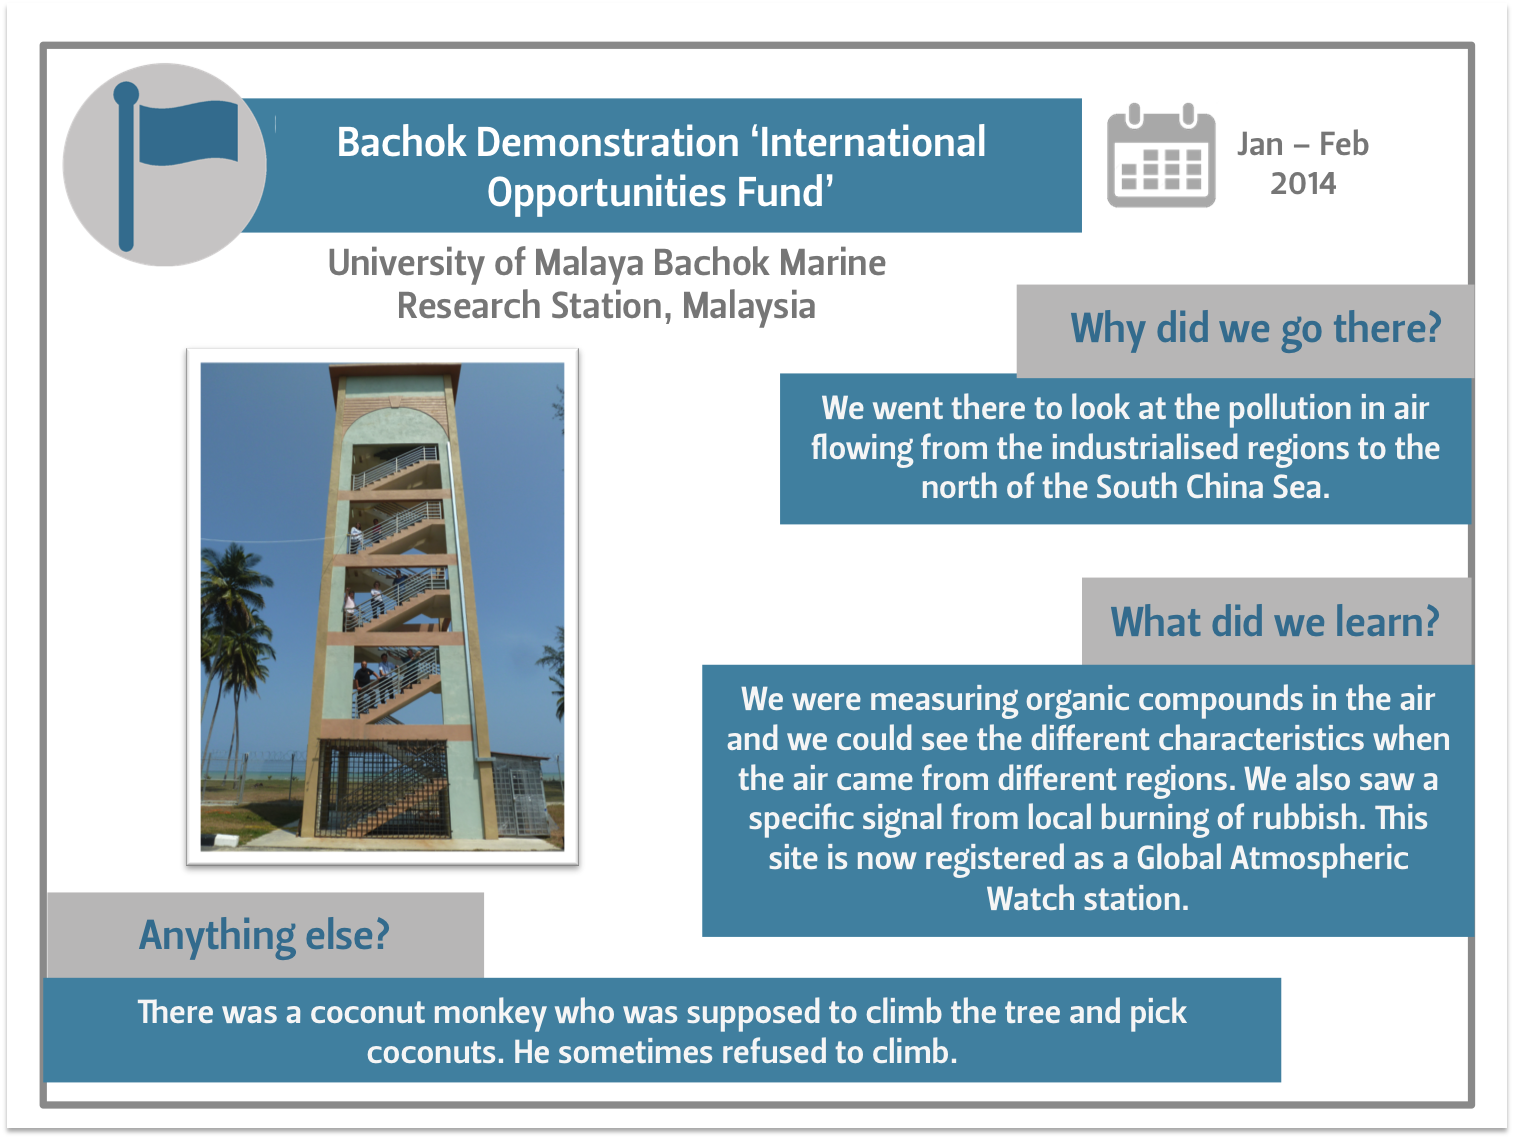 Bachok Demonstration ‘International
Opportunities Fund’
Jan – Feb
2014
University of Malaya Bachok Marine
Research Station, Malaysia
Why did we go there?
We went there to look at the pollution in air
flowing from the industrialised regions to the
north of the South China Sea.
What did we learn?
We were measuring organic compounds in the air
and we could see the different characteristics when
the air came from different regions. We also saw a
specific signal from local burning of rubbish. This
site is now registered as a Global Atmospheric
Watch station.
Anything else?
There was a coconut monkey who was supposed to climb the tree and pick
coconuts. He sometimes refused to climb.